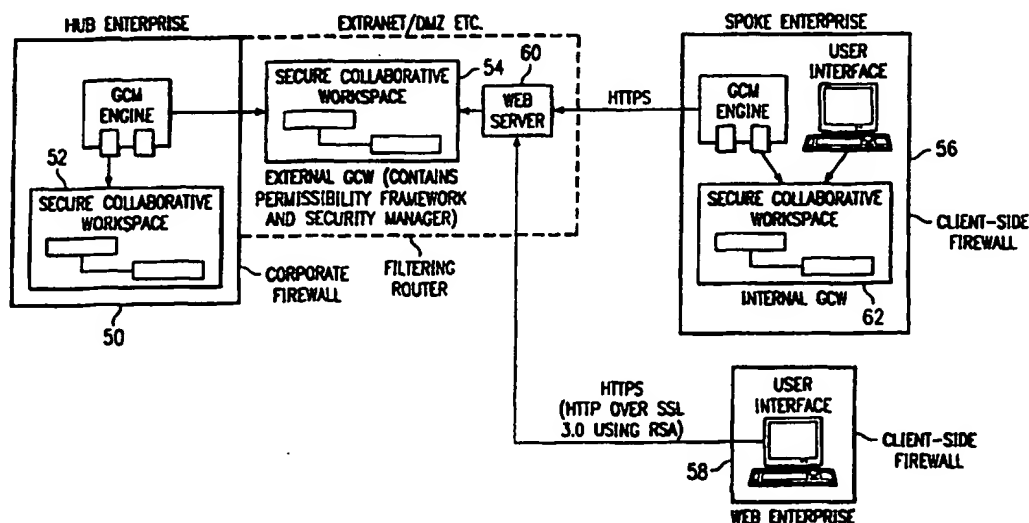 HUB ENTERPRISE
EXTRANET/DMZ ETC.
SPOKE ENTERPRISE
GCM
ENGINE
52
SECURE COLLABORATIVE
WORKSPACE
50
CORPORATE
FIREWALL
SECURE COLLABORATIVE
WORKSPACE
54
EXTERNAL GCW (CONTAINS
PERMISSIBILITY FRAMEWORK
AND SECURITY MANAGER)
FILTERING
ROUTER
60
WEB
SERVER
HTTPS
GCM
ENGINE
USER
INTERFACE
56
SECURE COLLABORATIVE
WORKSPACE
CLIENT-SIDE
FIREWALL
INTERNAL GCW
62
HTTPS
(HTTP OVER SSL
3.0 USING RSA)
USER
INTERFACE
58
CLIENT-SIDE
FIREWALL
WEB ENTERPRISE